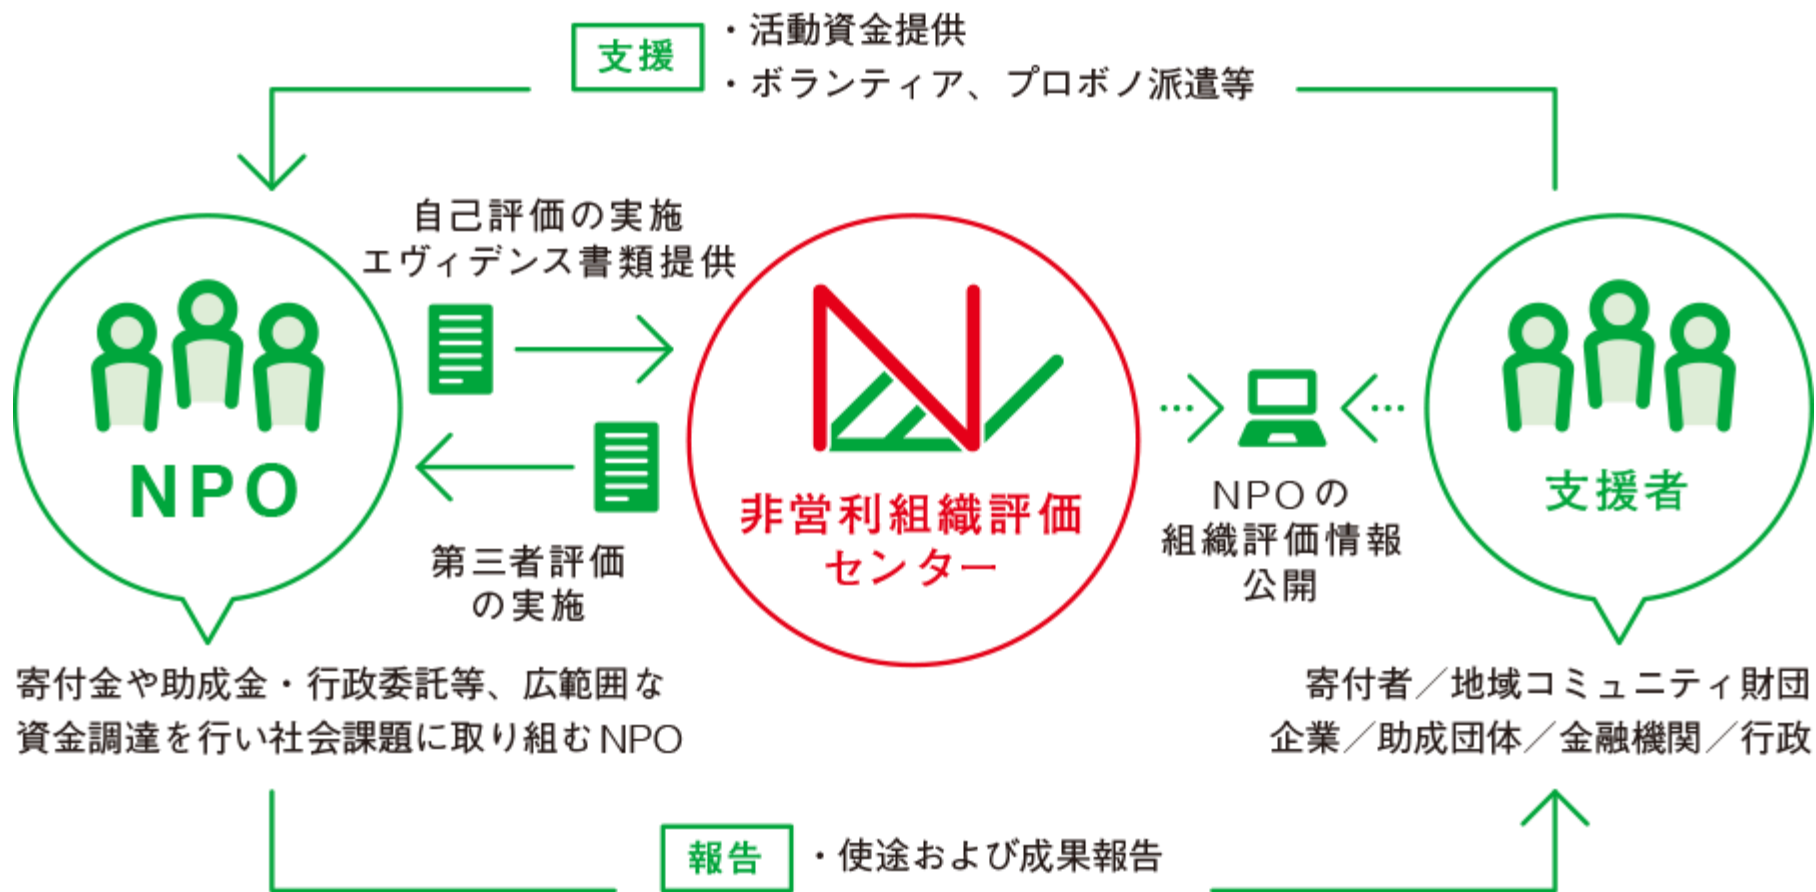 支援
・活動資金提供
・ボランティア、プロボノ派遣等
自己評価の実施
エヴィデンス書類提供
NPO
第三者評価
の実施
非営利組織評価
センター
NPOの
組織評価情報
公開
支援者
寄付金や助成金・行政委託等、広範囲な
資金調達を行い社会課題に取り組むNPO
寄付者／地域コミュニティ財団
企業／助成団体／金融機関／行政
報告
・使途および成果報告